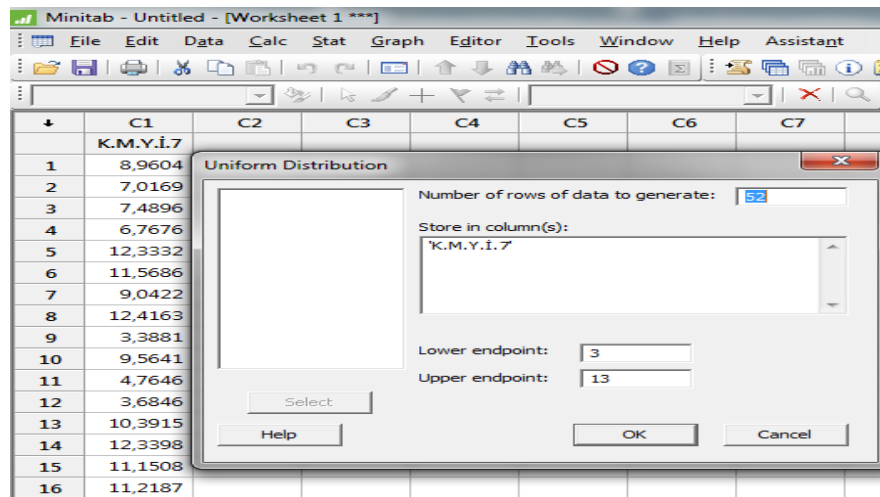 Minitab - Untitled - [Worksheet 1 ***]
File Edit Data Calc Stat Graph Editor Tools Window Help Assistant
C1 C2 C3 C4 C5 C6 C7
K.M.Y.İ.7
1 8,9604
2 7,0169
3 7,4896
4 6,7676
5 12,3332
6 11,5686
7 9,0422
8 12,4163
9 3,3881
10 9,5641
11 4,7646
12 3,6846
13 10,3915
14 12,3398
15 11,1508
16 11,2187
Uniform Distribution
Number of rows of data to generate: 52
Store in column(s):
'K.M.Y.İ.7'
Lower endpoint: 3
Upper endpoint: 13
Select
Help OK Cancel